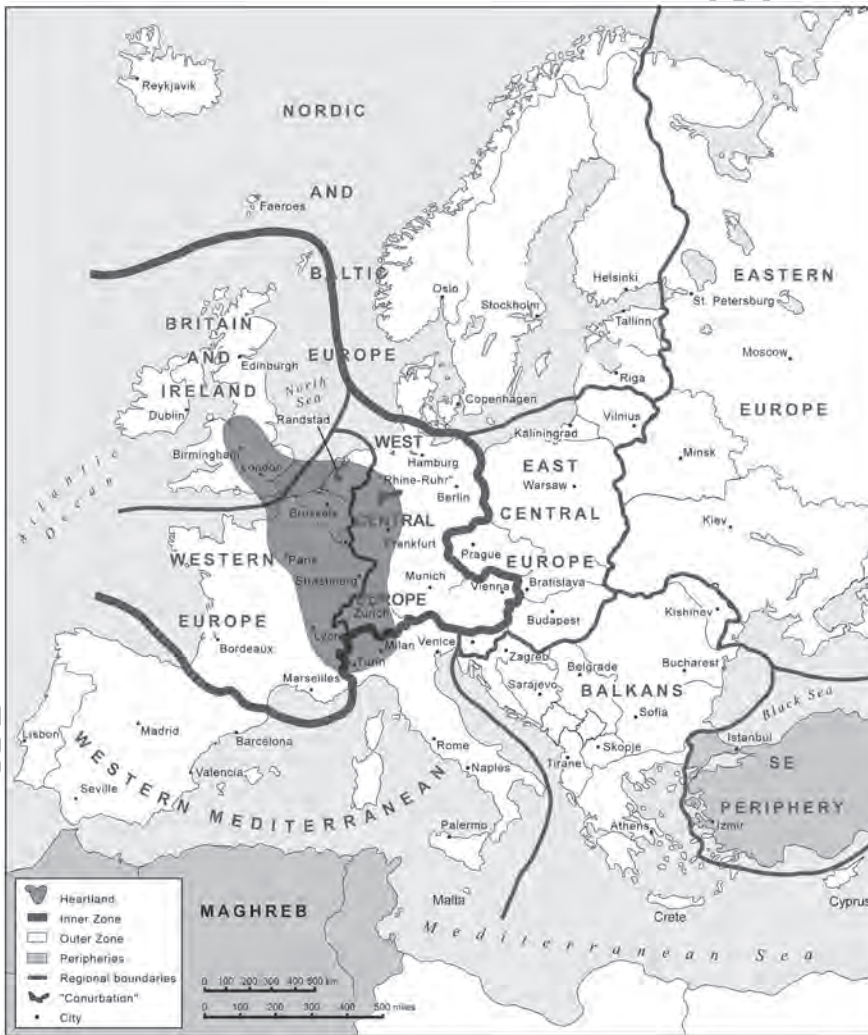 Reykjavik
NORDIC
AND
Faeroes
BALTIC
EUROPE
Oslo
Stockholm
Helsinki
St. Petersburg
Tallinn
EASTERN
EUROPE
Moscow
Riga
Vilnius
Copenhagen
Kaliningrad
Minsk
Kiev
BRITAIN
AND
IRELAND
Edinburgh
Dublin
North
Sea
Randstad
Birmingham
London
Atlantic
Ocean
WEST
CENTRAL
EUROPE
Hamburg
"Rhine-Ruhr"
Berlin
Brussels
Frankfurt
Munich
Vienna
Zurich
EAST
CENTRAL
EUROPE
Warsaw
Prague
Bratislava
Budapest
WESTERN
EUROPE
Paris
Strasbourg
Lyon
Bordeaux
Marseilles
Milan
Venice
Turin
Kishinev
Zagreb
Belgrade
Bucharest
Sarajevo
BALKANS
Sofia
Skopje
Tirane
Athens
Black Sea
Istanbul
SE
PERIPHERY
Izmir
Lisbon
Madrid
Barcelona
Valencia
Seville
WESTERN MEDITERRANEAN
Rome
Naples
Palermo
Malta
Crete
Cyprus
Mediterranean Sea
MAGHREB
Heartland
Inner Zone
Outer Zone
Peripheries
Regional boundaries
"Conurbation"
City
0 100 200 300 400 500 km
0 100 200 300 400 500 miles